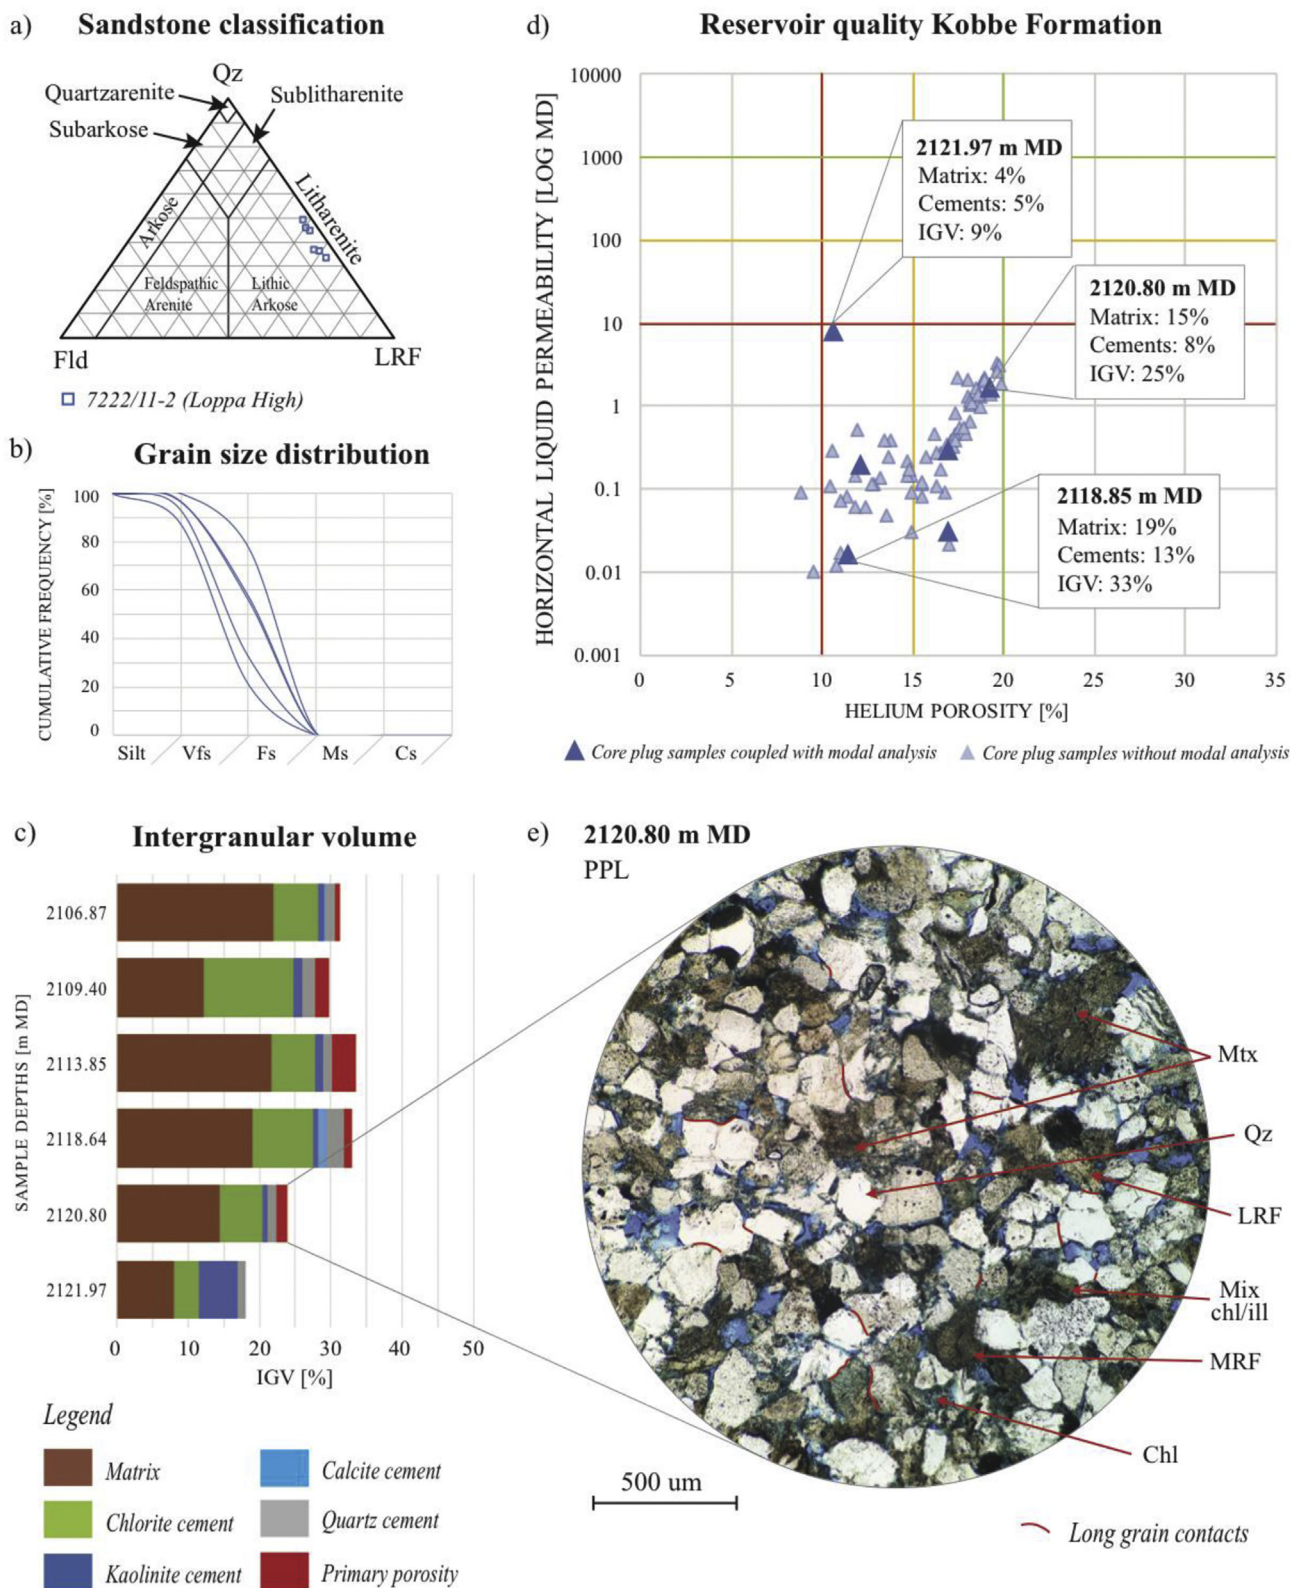 a) Sandstone classification
Qz
Quartzarenite
Sublitharenite
Subarkose
Arkose
Litharenite
Feldspathic
Arenite
Lithic
Arkose
Fld
LRF
7222/11-2 (Loppa High)
b) Grain size distribution
CUMULATIVE FREQUENCY [%]
100
80
60
40
20
0
Silt Vfs Fs Ms Cs
c) Intergranular volume
SAMPLE DEPTHS [m MD]
2106.87
2109.40
2113.85
2118.64
2120.80
2121.97
0 10 20 30 40 50
IGV [%]
Legend
Matrix
Chlorite cement
Kaolinite cement
Calcite cement
Quartz cement
Primary porosity
d) Reservoir quality Kobbe Formation
HORIZONTAL LIQUID PERMEABILITY [LOG MD]
10000
1000
100
10
1
0.1
0.01
0.001
0 5 10 15 20 25 30 35
HELIUM POROSITY [%]
2121.97 m MD
Matrix: 4%
Cements: 5%
IGV: 9%
2120.80 m MD
Matrix: 15%
Cements: 8%
IGV: 25%
2118.85 m MD
Matrix: 19%
Cements: 13%
IGV: 33%
Core plug samples coupled with modal analysis
Core plug samples without modal analysis
e) 2120.80 m MD
PPL
Mtx
Qz
LRF
Mix
chl/ill
MRF
Chl
500 um
Long grain contacts